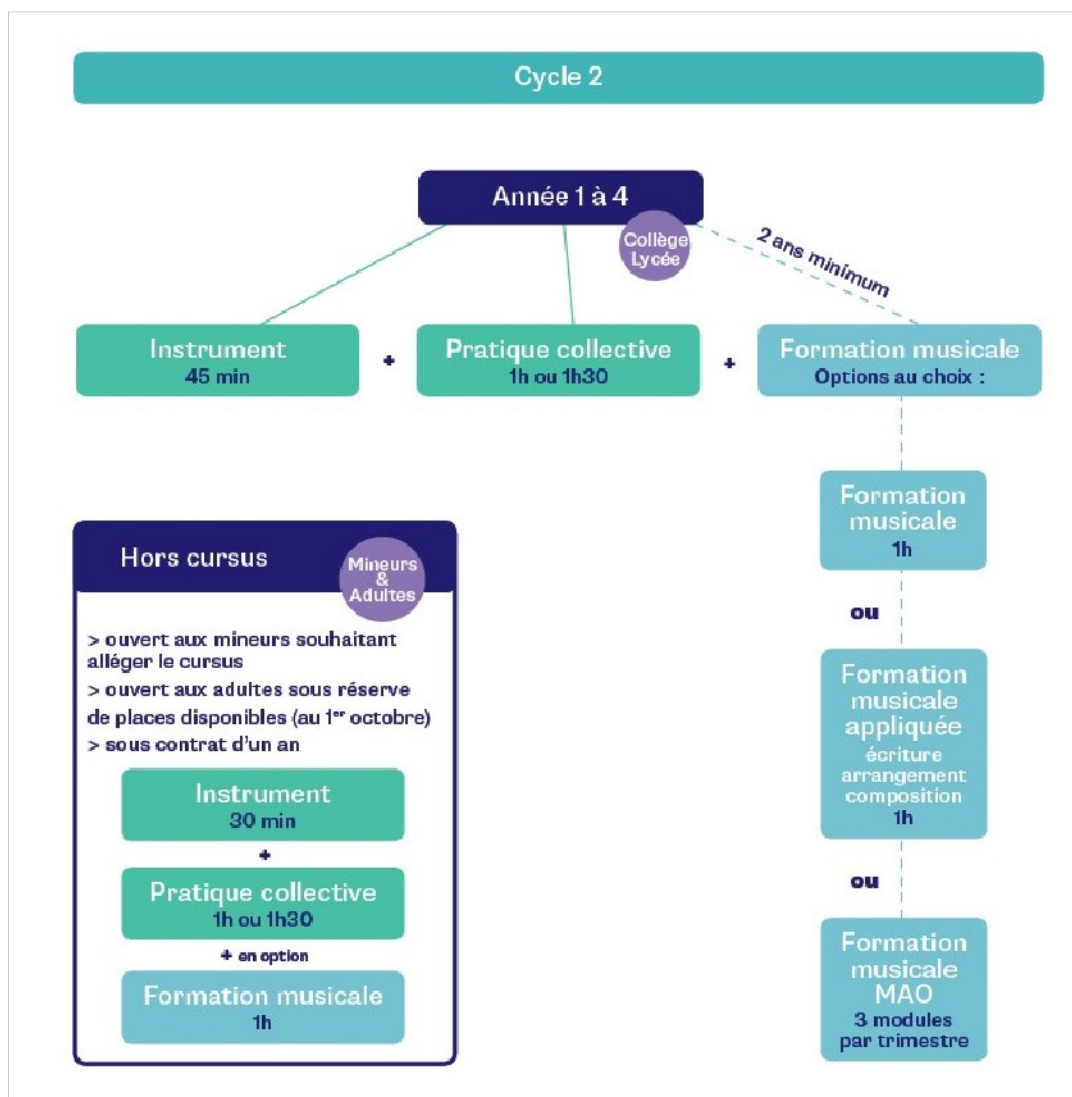 Cycle 2
Année 1 à 4
Collège
Lycée
2 ans minimum
Instrument
45 min
+
Pratique collective
1h ou 1h30
+
Formation musicale
Options au choix :
Formation
musicale
1h
ou
Formation
musicale
appliquée
écriture
arrangement
composition
1h
ou
Formation
musicale
MAO
3 modules
par trimestre
Hors cursus
Mineurs
&
Adultes
> ouvert aux mineurs souhaitant
alléger le cursus
> ouvert aux adultes sous réserve
de places disponibles (au 1er octobre)
> sous contrat d'un an
Instrument
30 min
+
Pratique collective
1h ou 1h30
+ en option
Formation musicale
1h